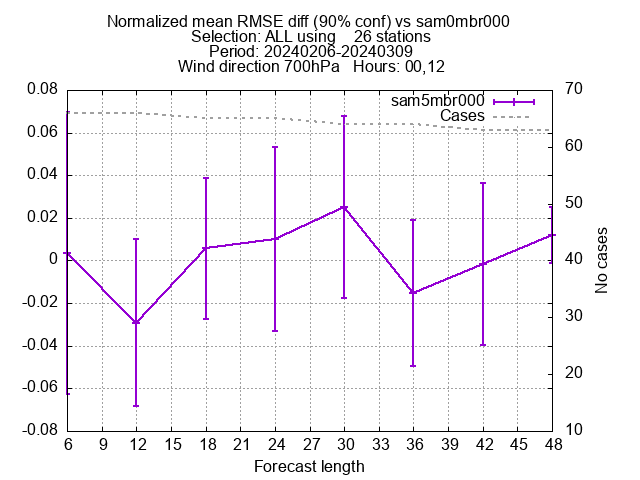 Normalized mean RMSE diff (90% conf) vs sam0mbr000
Selection: ALL using    26 stations
Period: 20240206-20240309
Wind direction 700hPa   Hours: 00,12
sam5mbr000
Cases
0.08
0.06
0.04
0.02
0
-0.02
-0.04
-0.06
-0.08
70
60
50
40
30
20
10
No cases
6 9 12 15 18 21 24 27 30 33 36 39 42 45 48
Forecast length